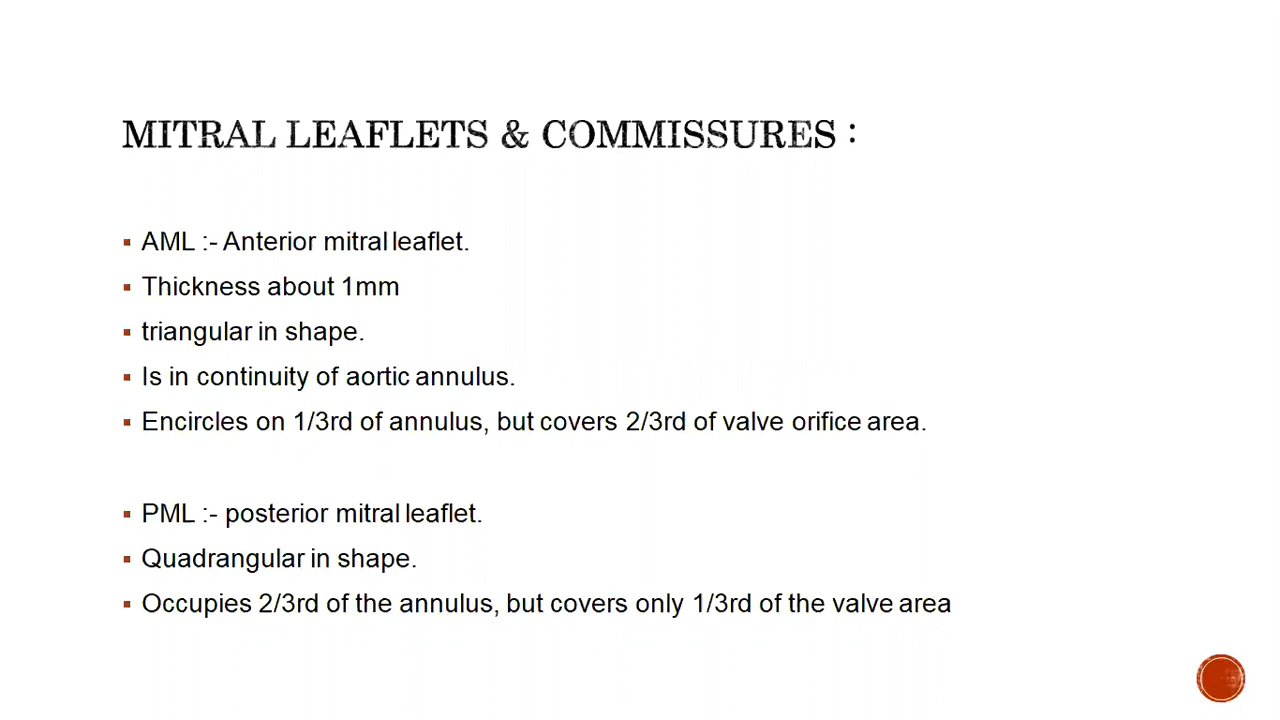 MITRAL LEAFLETS & COMMISSURES :
AML :- Anterior mitral leaflet.
Thickness about 1mm
triangular in shape.
Is in continuity of aortic annulus.
Encircles on 1/3rd of annulus, but covers 2/3rd of valve orifice area.
PML :- posterior mitral leaflet.
Quadrangular in shape.
Occupies 2/3rd of the annulus, but covers only 1/3rd of the valve area